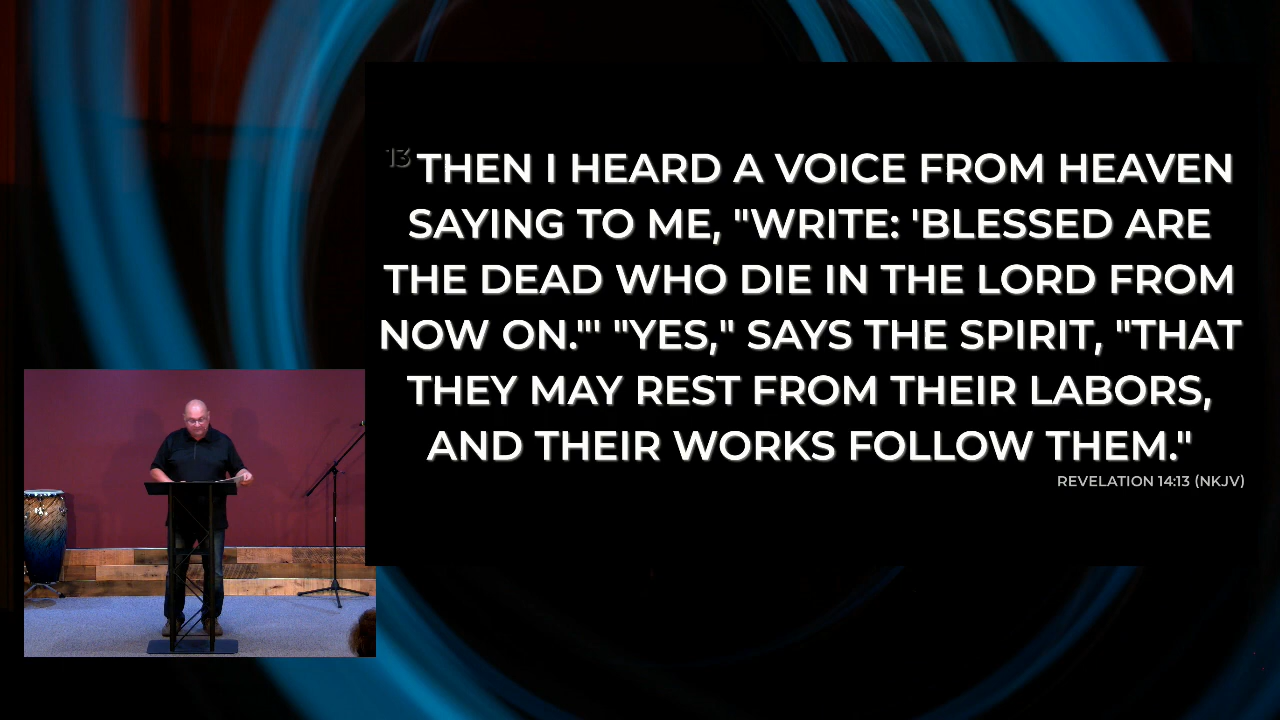 13 THEN I HEARD A VOICE FROM HEAVEN
SAYING TO ME, "WRITE: 'BLESSED ARE
THE DEAD WHO DIE IN THE LORD FROM
NOW ON."' "YES," SAYS THE SPIRIT, "THAT
THEY MAY REST FROM THEIR LABORS,
AND THEIR WORKS FOLLOW THEM."
REVELATION 14:13 (NKJV)